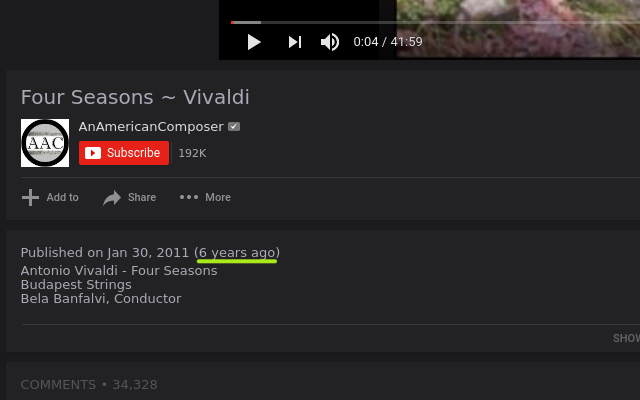 0:04 / 41:59
Four Seasons ~ Vivaldi
AAC
AnAmericanComposer
Subscribe 192K
Add to Share More
Published on Jan 30, 2011 (6 years ago)
Antonio Vivaldi - Four Seasons
Budapest Strings
Bela Banfalvi, Conductor
SHOW
COMMENTS • 34,328